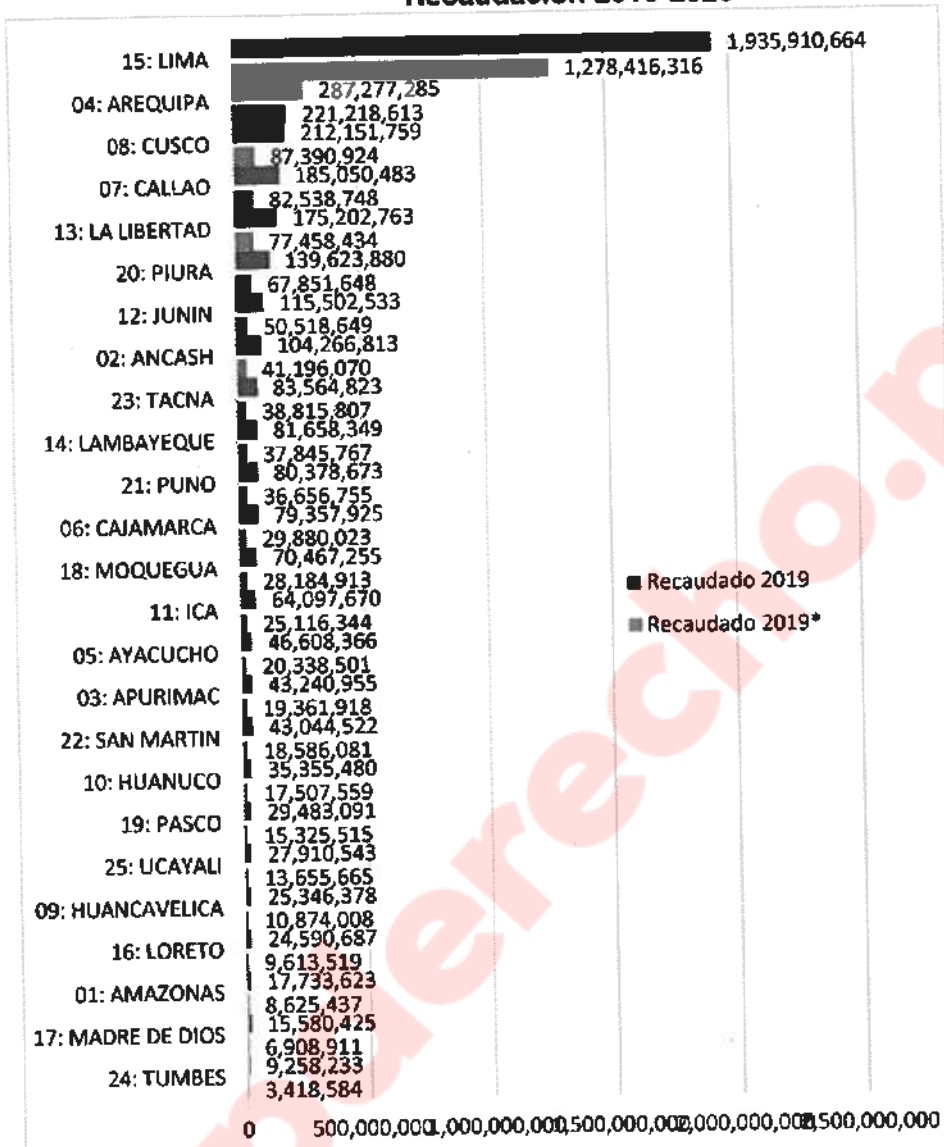 1,935,910,664
15: LIMA
1,278,416,316
287,277,285
04: AREQUIPA
221,218,613
212,151,759
08: CUSCO
87,390,924
185,050,483
07: CALLAO
82,538,748
175,202,763
13: LA LIBERTAD
77,458,434
139,623,880
20: PIURA
67,851,648
115,502,533
12: JUNIN
50,518,649
104,266,813
02: ANCASH
41,196,070
83,564,823
23: TACNA
38,815,807
81,658,349
14: LAMBAYEQUE
37,845,767
80,378,673
21: PUNO
36,656,755
79,357,925
06: CAJAMARCA
29,880,023
70,467,255
18: MOQUEGUA
28,184,913
64,097,670
11: ICA
25,116,344
46,608,366
05: AYACUCHO
20,338,501
43,240,955
03: APURIMAC
19,361,918
43,044,522
22: SAN MARTIN
18,586,081
35,355,480
10: HUANUCO
17,507,559
29,483,091
19: PASCO
15,325,515
27,910,543
25: UCAYALI
13,655,665
25,346,378
09: HUANCAVELICA
10,874,008
24,590,687
16: LORETO
9,613,519
17,733,623
01: AMAZONAS
8,625,437
15,580,425
17: MADRE DE DIOS
6,908,911
9,258,233
24: TUMBES
3,418,584
Recaudado 2019
Recaudado 2019*
0 500,000,000 1,000,000,000 1,500,000,000 2,000,000,000 2,500,000,000